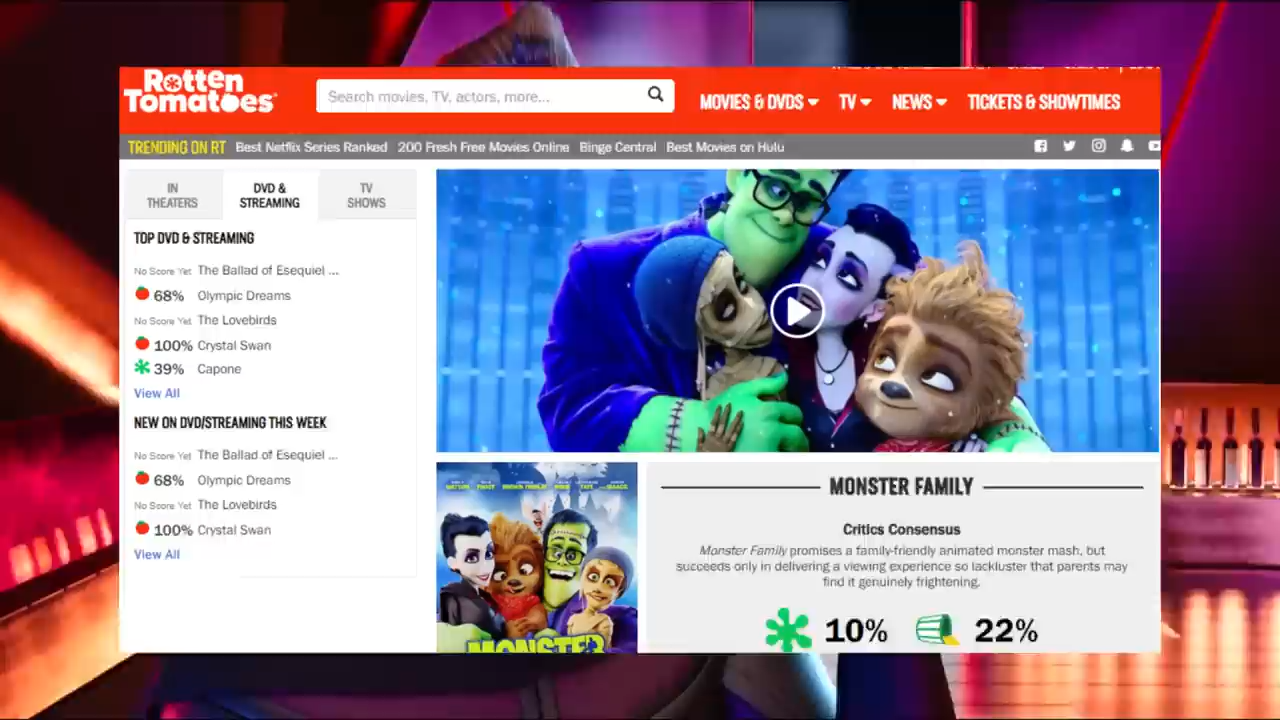 Rotten
Tomatoes
Search movies, TV, actors, more...
MOVIES & DVDS
TV
NEWS
TICKETS & SHOWTIMES
TRENDING ON RT
Best Netflix Series Ranked
200 Fresh Free Movies Online
Binge Central
Best Movies on Hulu
IN
THEATERS
DVD &
STREAMING
TV
SHOWS
TOP DVD & STREAMING
No Score Yet The Ballad of Esequiel ...
68% Olympic Dreams
No Score Yet The Lovebirds
100% Crystal Swan
39% Capone
View All
NEW ON DVD/STREAMING THIS WEEK
No Score Yet The Ballad of Esequiel ...
68% Olympic Dreams
No Score Yet The Lovebirds
100% Crystal Swan
View All
MONSTER
MONSTER FAMILY
Critics Consensus
Monster Family promises a family-friendly animated monster mash, but
succeeds only in delivering a viewing experience so lackluster that parents may
find it genuinely frightening.
10% 22%